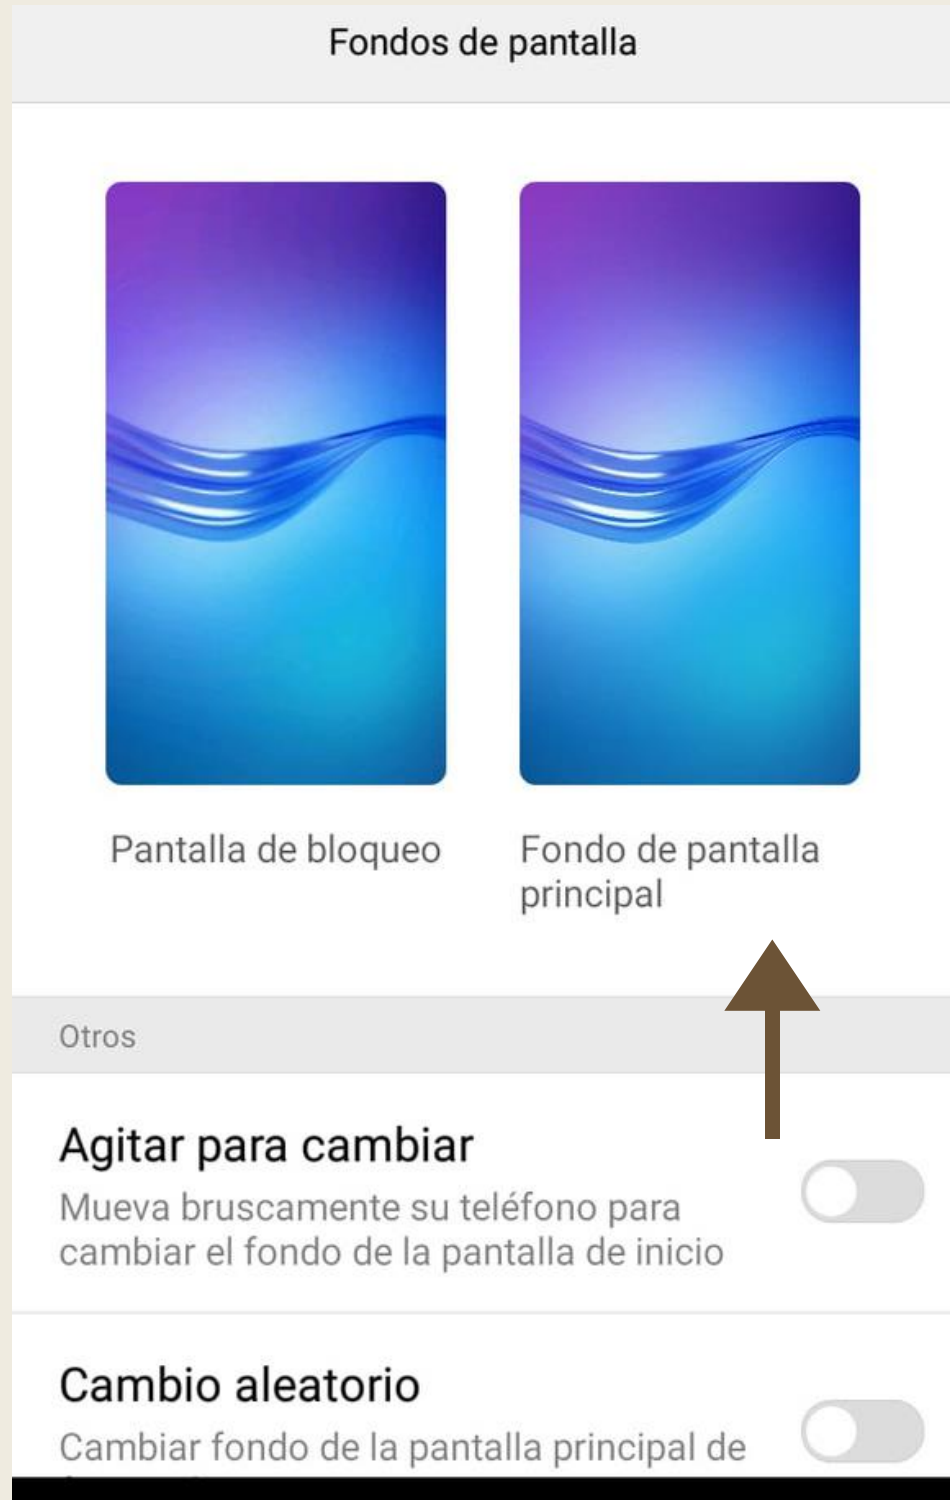 Fondos de pantalla
Pantalla de bloqueo
Fondo de pantalla
principal
Otros
Agitar para cambiar
Mueva bruscamente su teléfono para
cambiar el fondo de la pantalla de inicio
Cambio aleatorio
Cambiar fondo de la pantalla principal de